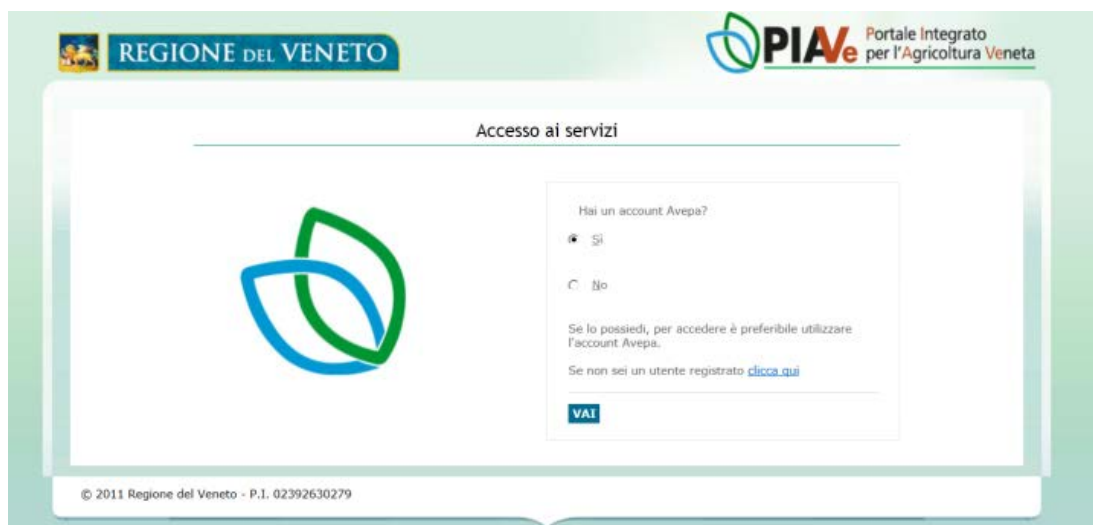 REGIONE DEL VENETO
PIAVe
Portale Integrato
per l'Agricoltura Veneta
Accesso ai servizi
Hai un account Avepa?
Sì
No
Se lo possiedi, per accedere è preferibile utilizzare
l'account Avepa.
Se non sei un utente registrato clicca qui
VAI
© 2011 Regione del Veneto - P.I. 02392630279